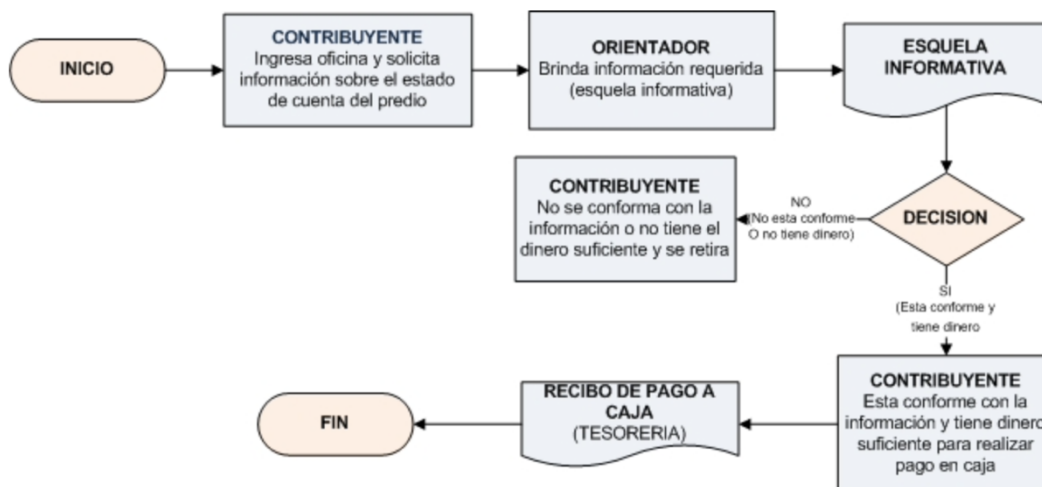 INICIO
CONTRIBUYENTE
Ingresa oficina y solicita
información sobre el estado
de cuenta del predio
ORIENTADOR
Brinda información requerida
(esquela informativa)
ESQUELA
INFORMATIVA
CONTRIBUYENTE
No se conforma con la
información o no tiene el
dinero suficiente y se retira
NO
(No esta conforme
O no tiene dinero)
DECISION
SI
(Esta conforme y
tiene dinero
CONTRIBUYENTE
Esta conforme con la
información y tiene dinero
suficiente para realizar
pago en caja
RECIBO DE PAGO A
CAJA
(TESORERIA)
FIN